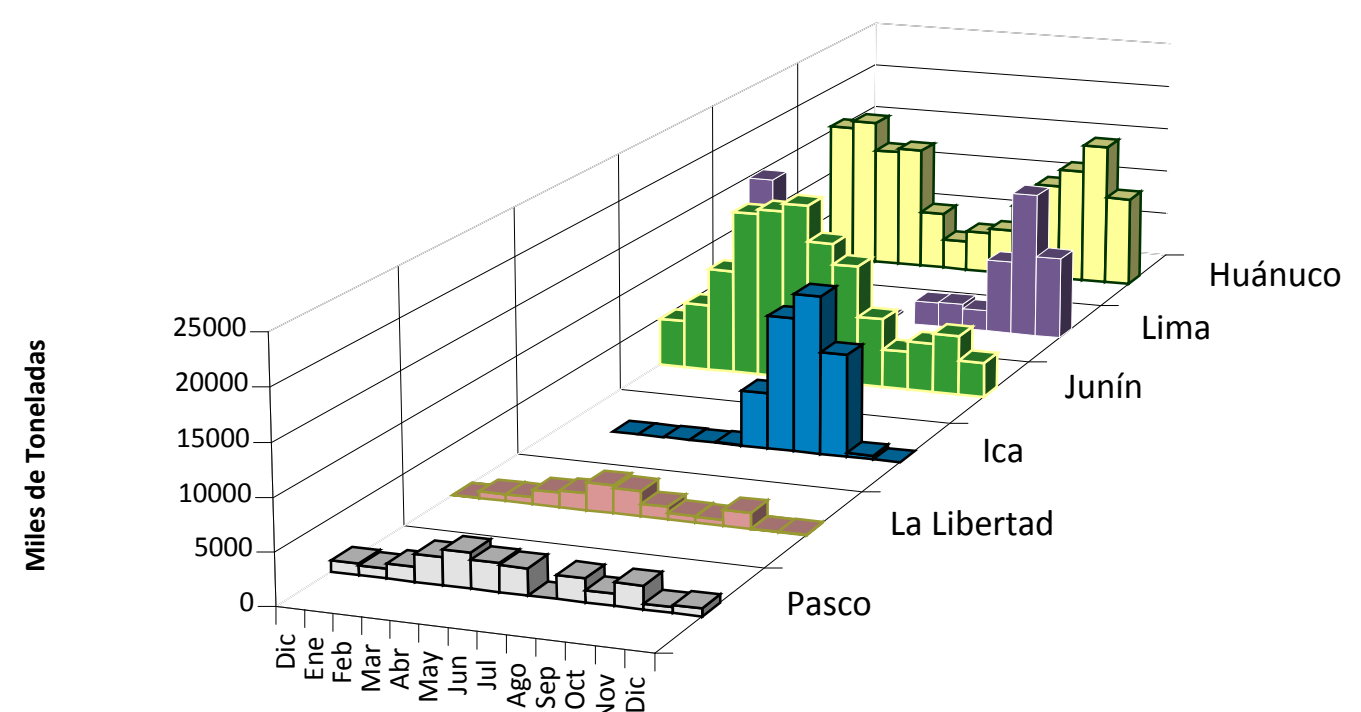 Miles de Toneladas
25000
20000
15000
10000
5000
0
Dic
Ene
Feb
Mar
Abr
May
Jun
Jul
Ago
Sep
Oct
Nov
Dic
Huánuco
Lima
Junín
Ica
La Libertad
Pasco